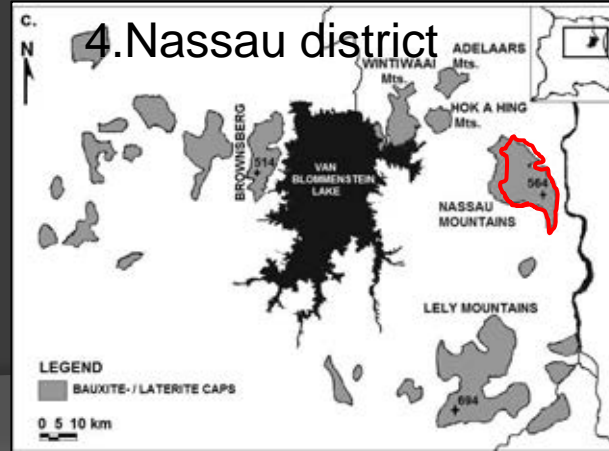 c.
4.Nassau district
N
WINTIWAAI
Mts.
ADELAARS
Mts.
HOK A HING
Mts.
BROWNSBERG
514
VAN
BLOMMENSTEIN
LAKE
564
NASSAU
MOUNTAINS
LELY MOUNTAINS
694
LEGEND
BAUXITE- / LATERITE CAPS
0 5 10 km